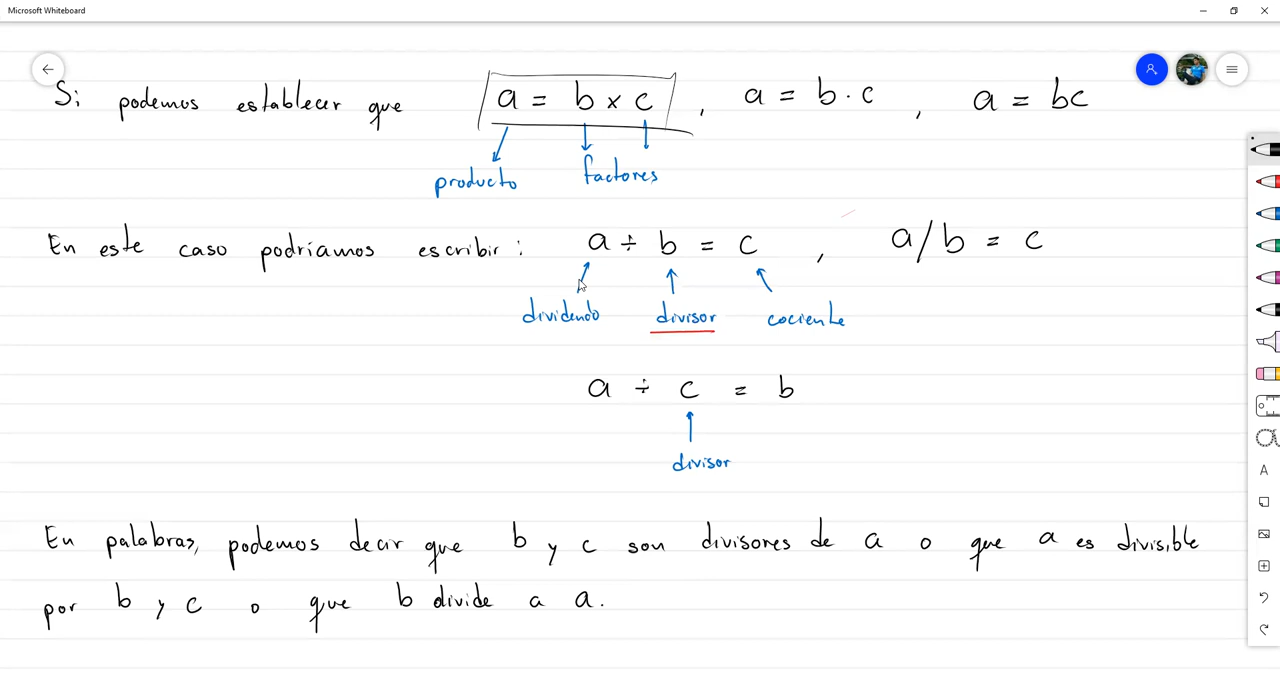 Microsoft Whiteboard
Si podemos establecer que a = b × c , a = b · c , a = bc
producto factores
En este caso podríamos escribir: a ÷ b = c , a/b = c
dividendo divisor cociente
a ÷ c = b
divisor
En palabras, podemos decir que b y c son divisores de a o que a es divisible
por b y c o que b divide a a.
A